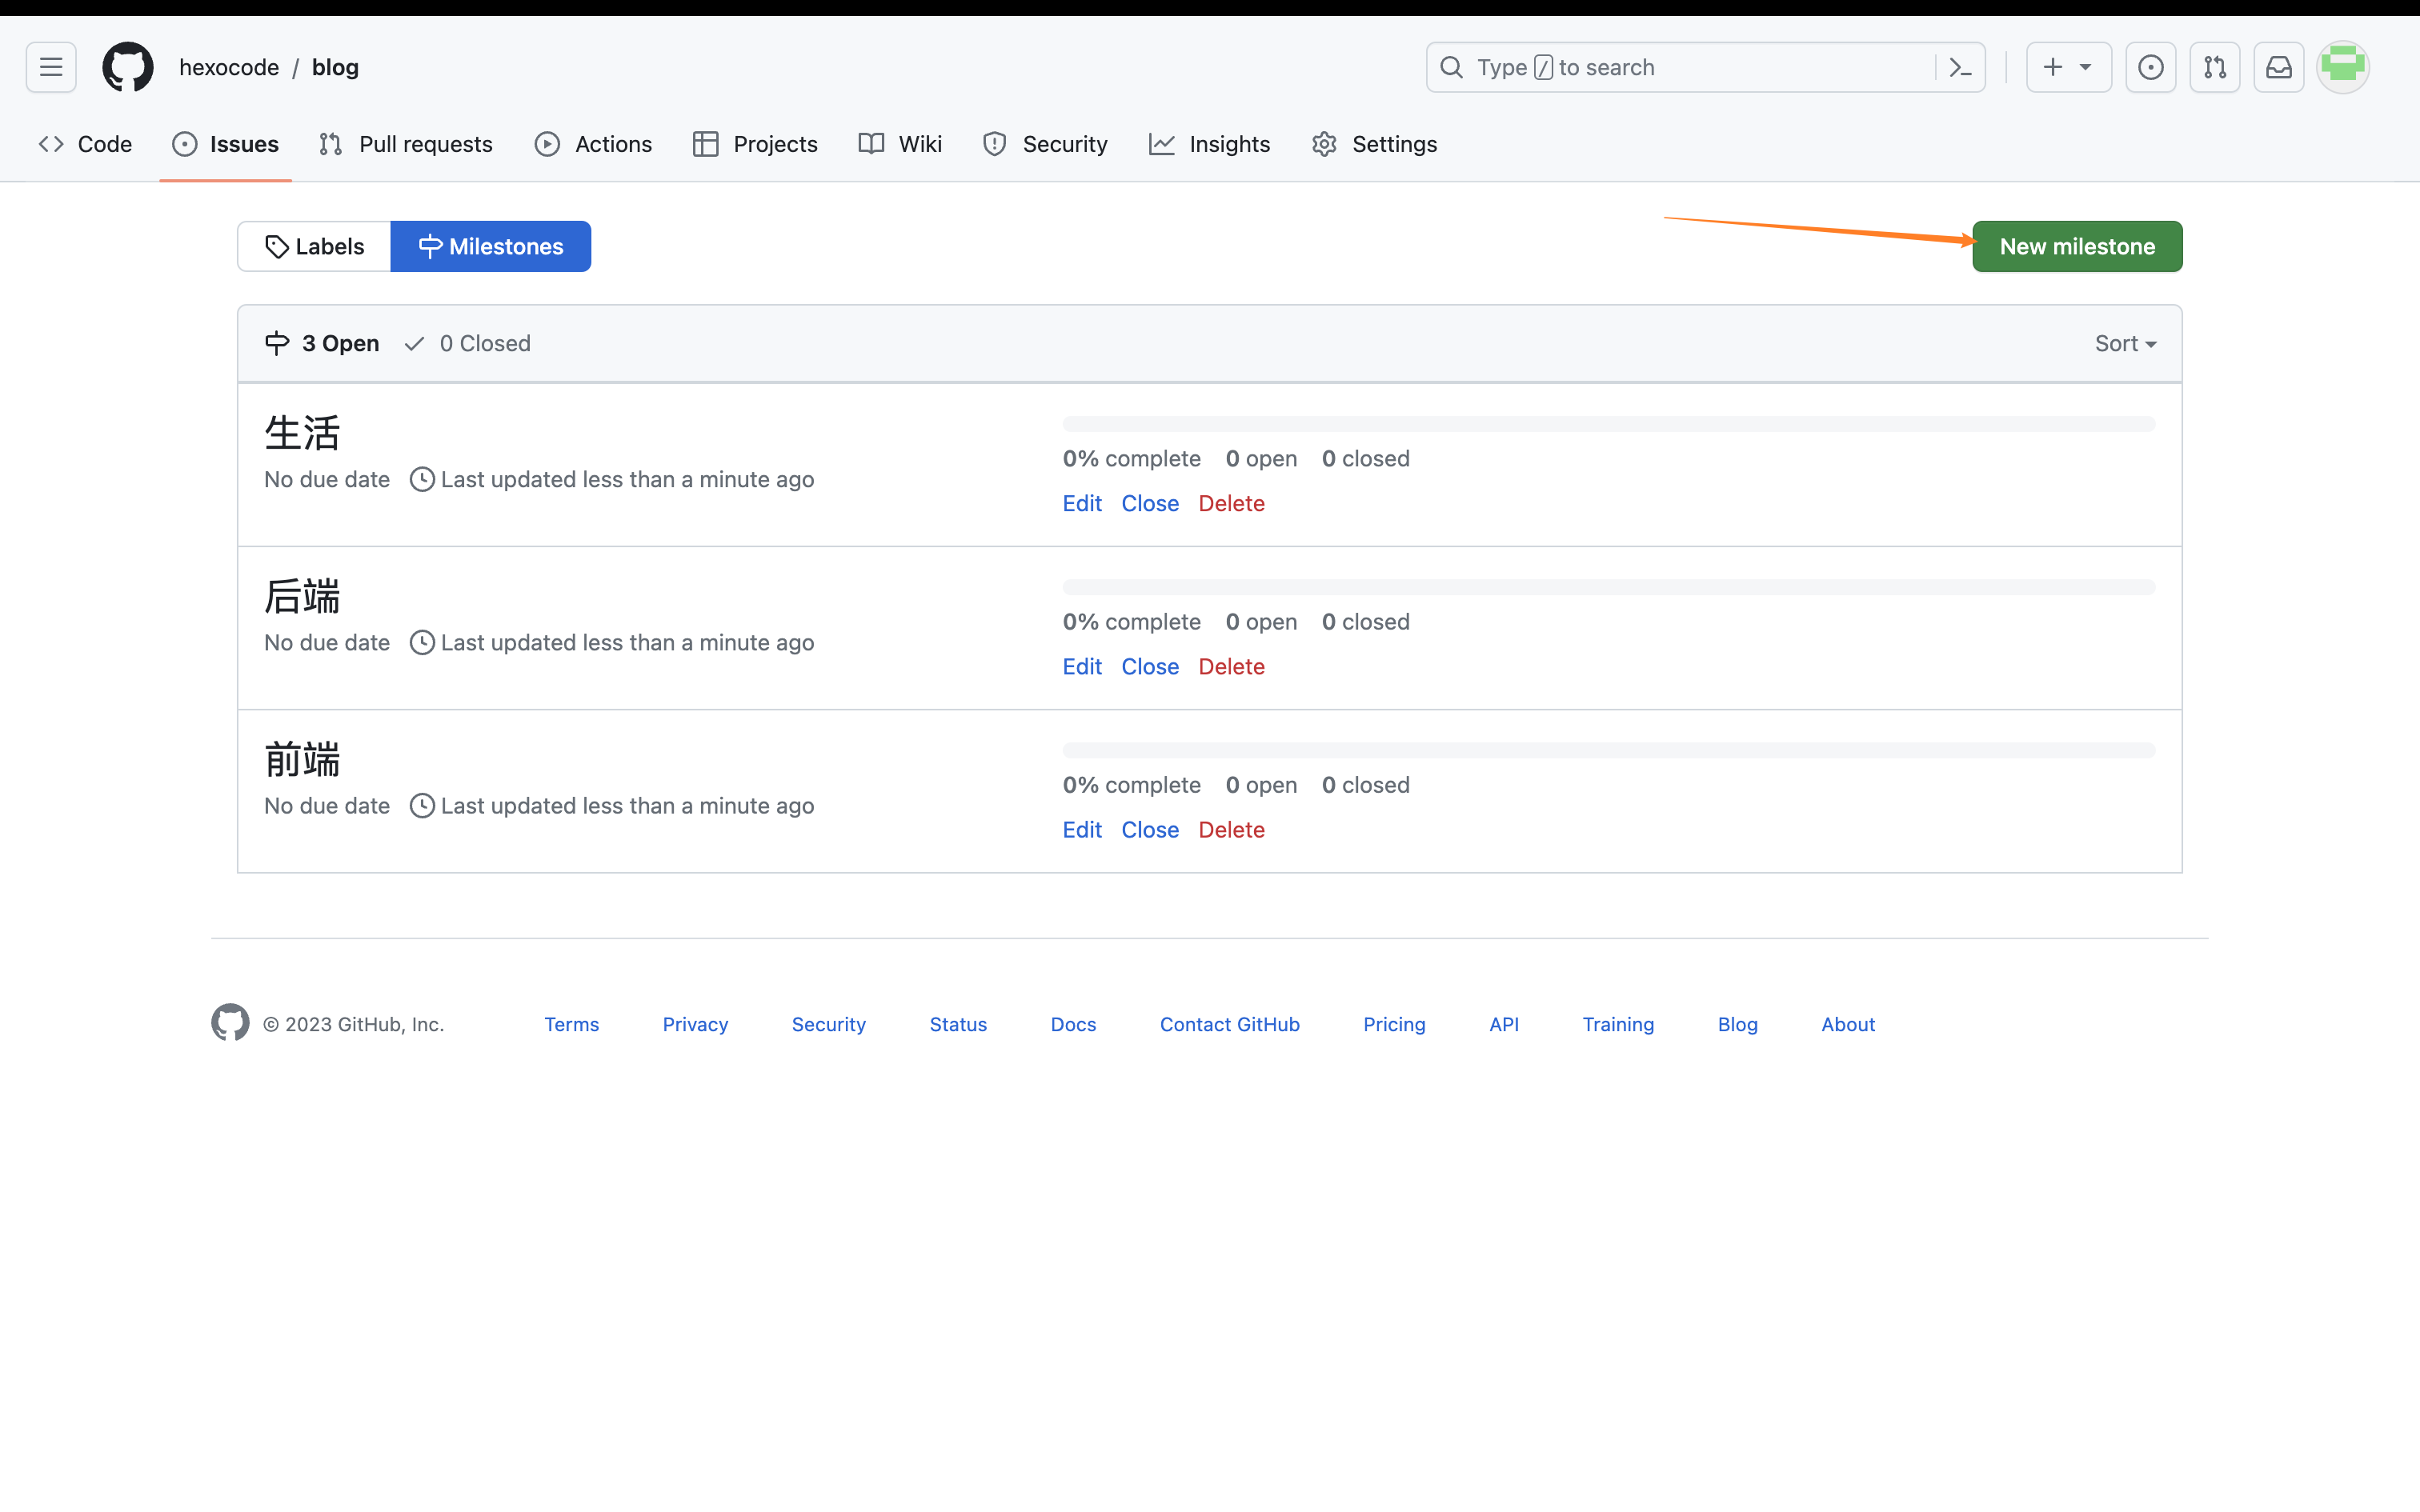 hexocode / blog
Type / to search
Code Issues Pull requests Actions Projects Wiki Security Insights Settings
Labels Milestones
New milestone
3 Open 0 Closed
Sort
生活
No due date Last updated less than a minute ago
0% complete 0 open 0 closed
Edit Close Delete
后端
No due date Last updated less than a minute ago
0% complete 0 open 0 closed
Edit Close Delete
前端
No due date Last updated less than a minute ago
0% complete 0 open 0 closed
Edit Close Delete
© 2023 GitHub, Inc. Terms Privacy Security Status Docs Contact GitHub Pricing API Training Blog About